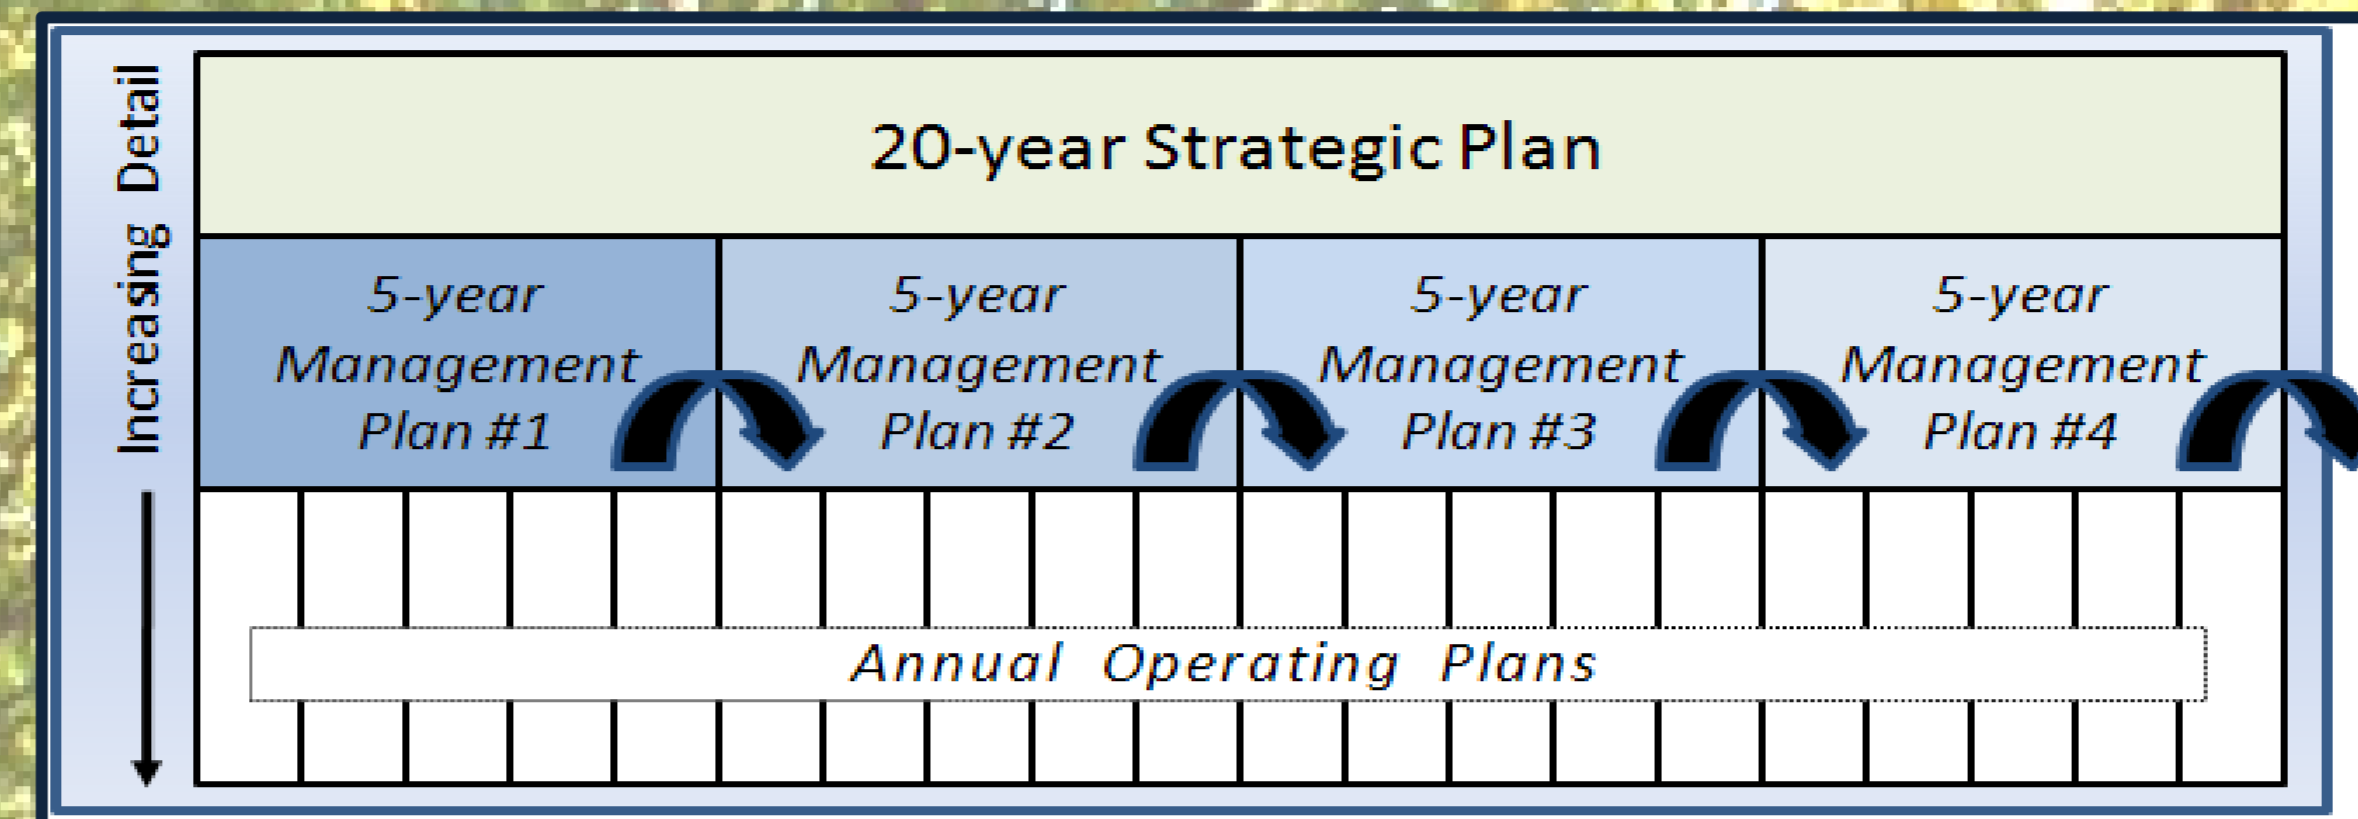 Increasing Detail
20-year Strategic Plan
5-year
Management
Plan #1
5-year
Management
Plan #2
5-year
Management
Plan #3
5-year
Management
Plan #4
Annual Operating Plans